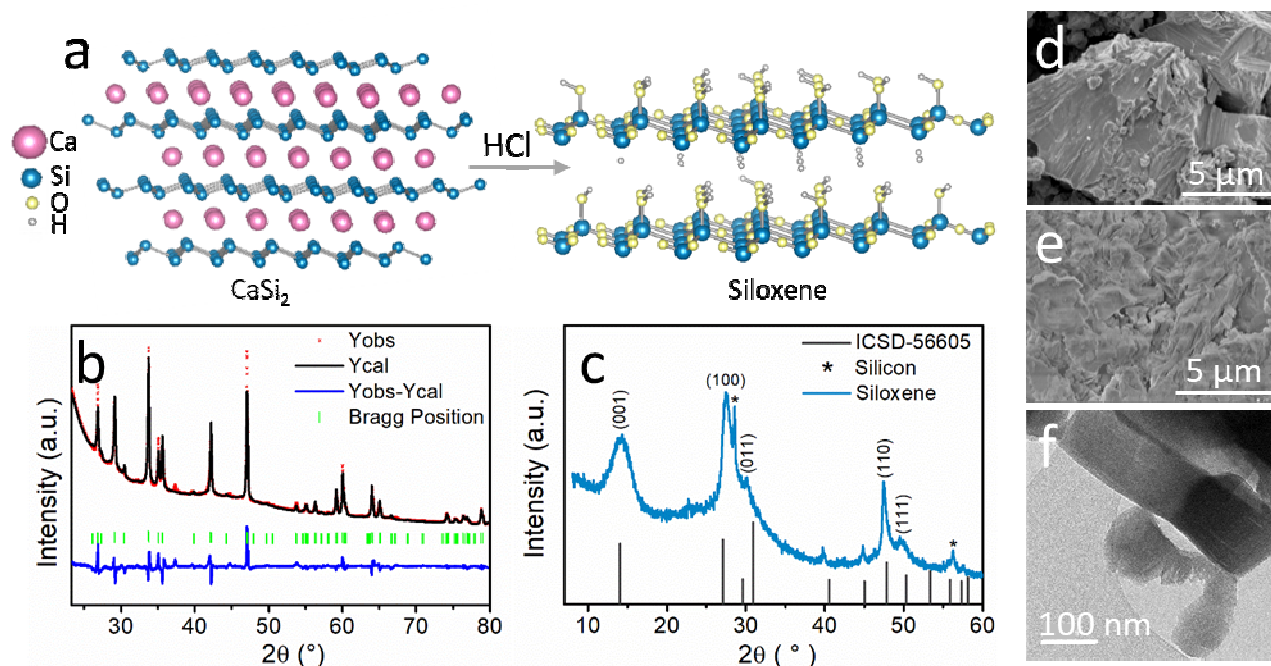 a
Ca
Si
O
H
HCl
CaSi₂
Siloxene
b
Yobs
Ycal
Yobs-Ycal
Bragg Position
Intensity (a.u.)
30 40 50 60 70 80
2θ (°)
c
ICSD-56605
* Silicon
Siloxene
(001)
(100)
*
(011)
(110)
(111)
*
Intensity (a.u.)
10 20 30 40 50 60
2θ ( ° )
d
5 µm
e
5 µm
f
100 nm